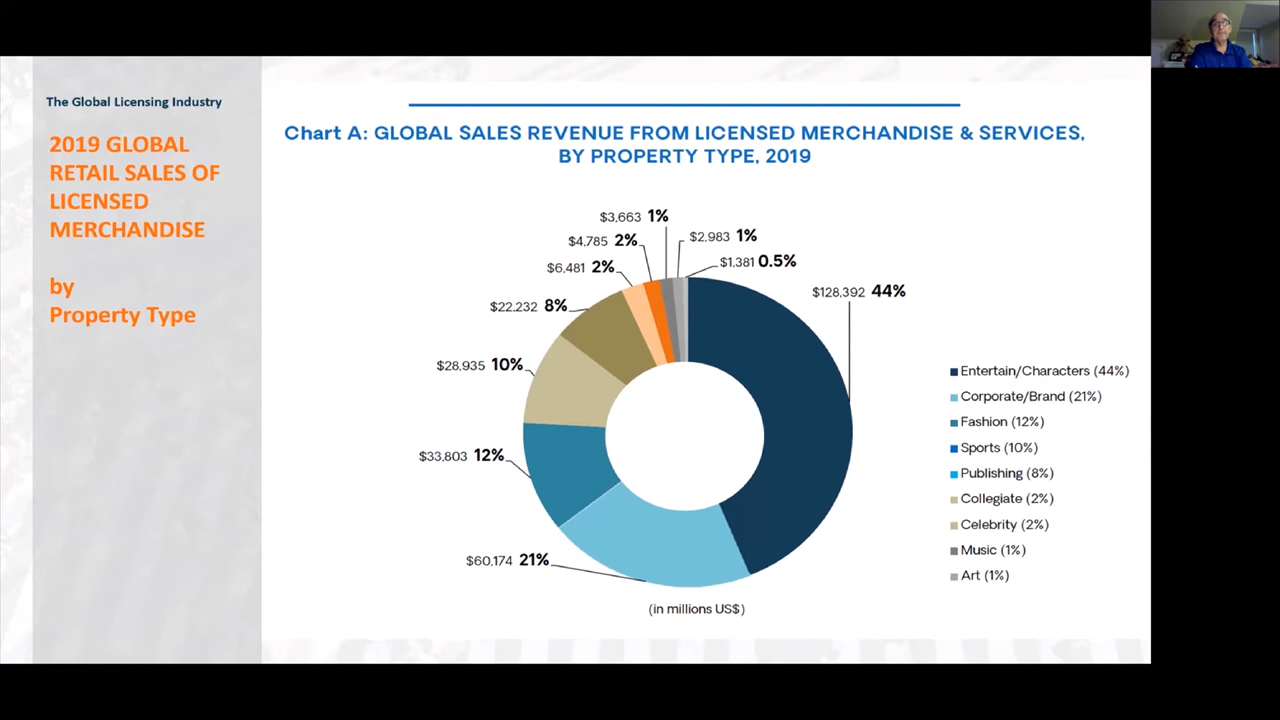 The Global Licensing Industry
2019 GLOBAL
RETAIL SALES OF
LICENSED
MERCHANDISE
by
Property Type
Chart A: GLOBAL SALES REVENUE FROM LICENSED MERCHANDISE & SERVICES,
BY PROPERTY TYPE, 2019
$3,663 1%
$4,785 2%
$2,983 1%
$6,481 2%
$1,381 0.5%
$128,392 44%
$22,232 8%
$28,935 10%
$33,803 12%
$60,174 21%
Entertain/Characters (44%)
Corporate/Brand (21%)
Fashion (12%)
Sports (10%)
Publishing (8%)
Collegiate (2%)
Celebrity (2%)
Music (1%)
Art (1%)
(in millions US$)